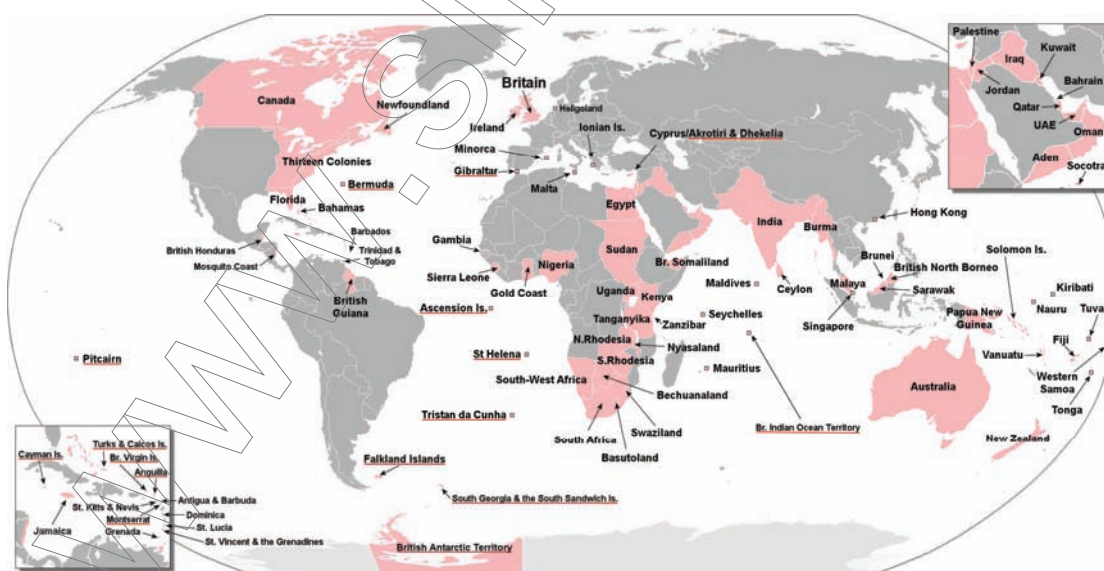 Canada
Newfoundland
Thirteen Colonies
Bermuda
Florida
Bahamas
British Honduras
Mosquito Coast
Barbados
Trinidad &
Tobago
British
Guiana
Pitcairn
Britain
Ireland
Heligoland
Minorca
Ionian Is.
Cyprus/Akrotiri & Dhekelia
Gibraltar
Malta
Egypt
Gambia
Sudan
Sierra Leone
Gold Coast
Nigeria
Br. Somaliland
Uganda
Kenya
Ascension Is.
Tanganyika
Zanzibar
St Helena
N.Rhodesia
Nyasaland
S.Rhodesia
South-West Africa
Bechuanaland
Tristan da Cunha
South Africa
Swaziland
Basutoland
Falkland Islands
South Georgia & the South Sandwich Is.
British Antarctic Territory
India
Burma
Hong Kong
Maldives
Ceylon
Seychelles
Mauritius
Br. Indian Ocean Territory
Brunei
British North Borneo
Malaya
Sarawak
Singapore
Solomon Is.
Kiribati
Nauru
Papua New
Guinea
Tuva
Fiji
Vanuatu
Western
Samoa
Tonga
Australia
New Zealand
Palestine
Iraq
Kuwait
Jordan
Bahrain
Qatar
UAE
Oman
Aden
Socotra
Turks & Caicos Is.
Cayman Is.
Br. Virgin Is.
Anguilla
Antigua & Barbuda
St. Kitts & Nevis
Montserrat
Dominica
Jamaica
St. Lucia
Grenada
St. Vincent & the Grenadines